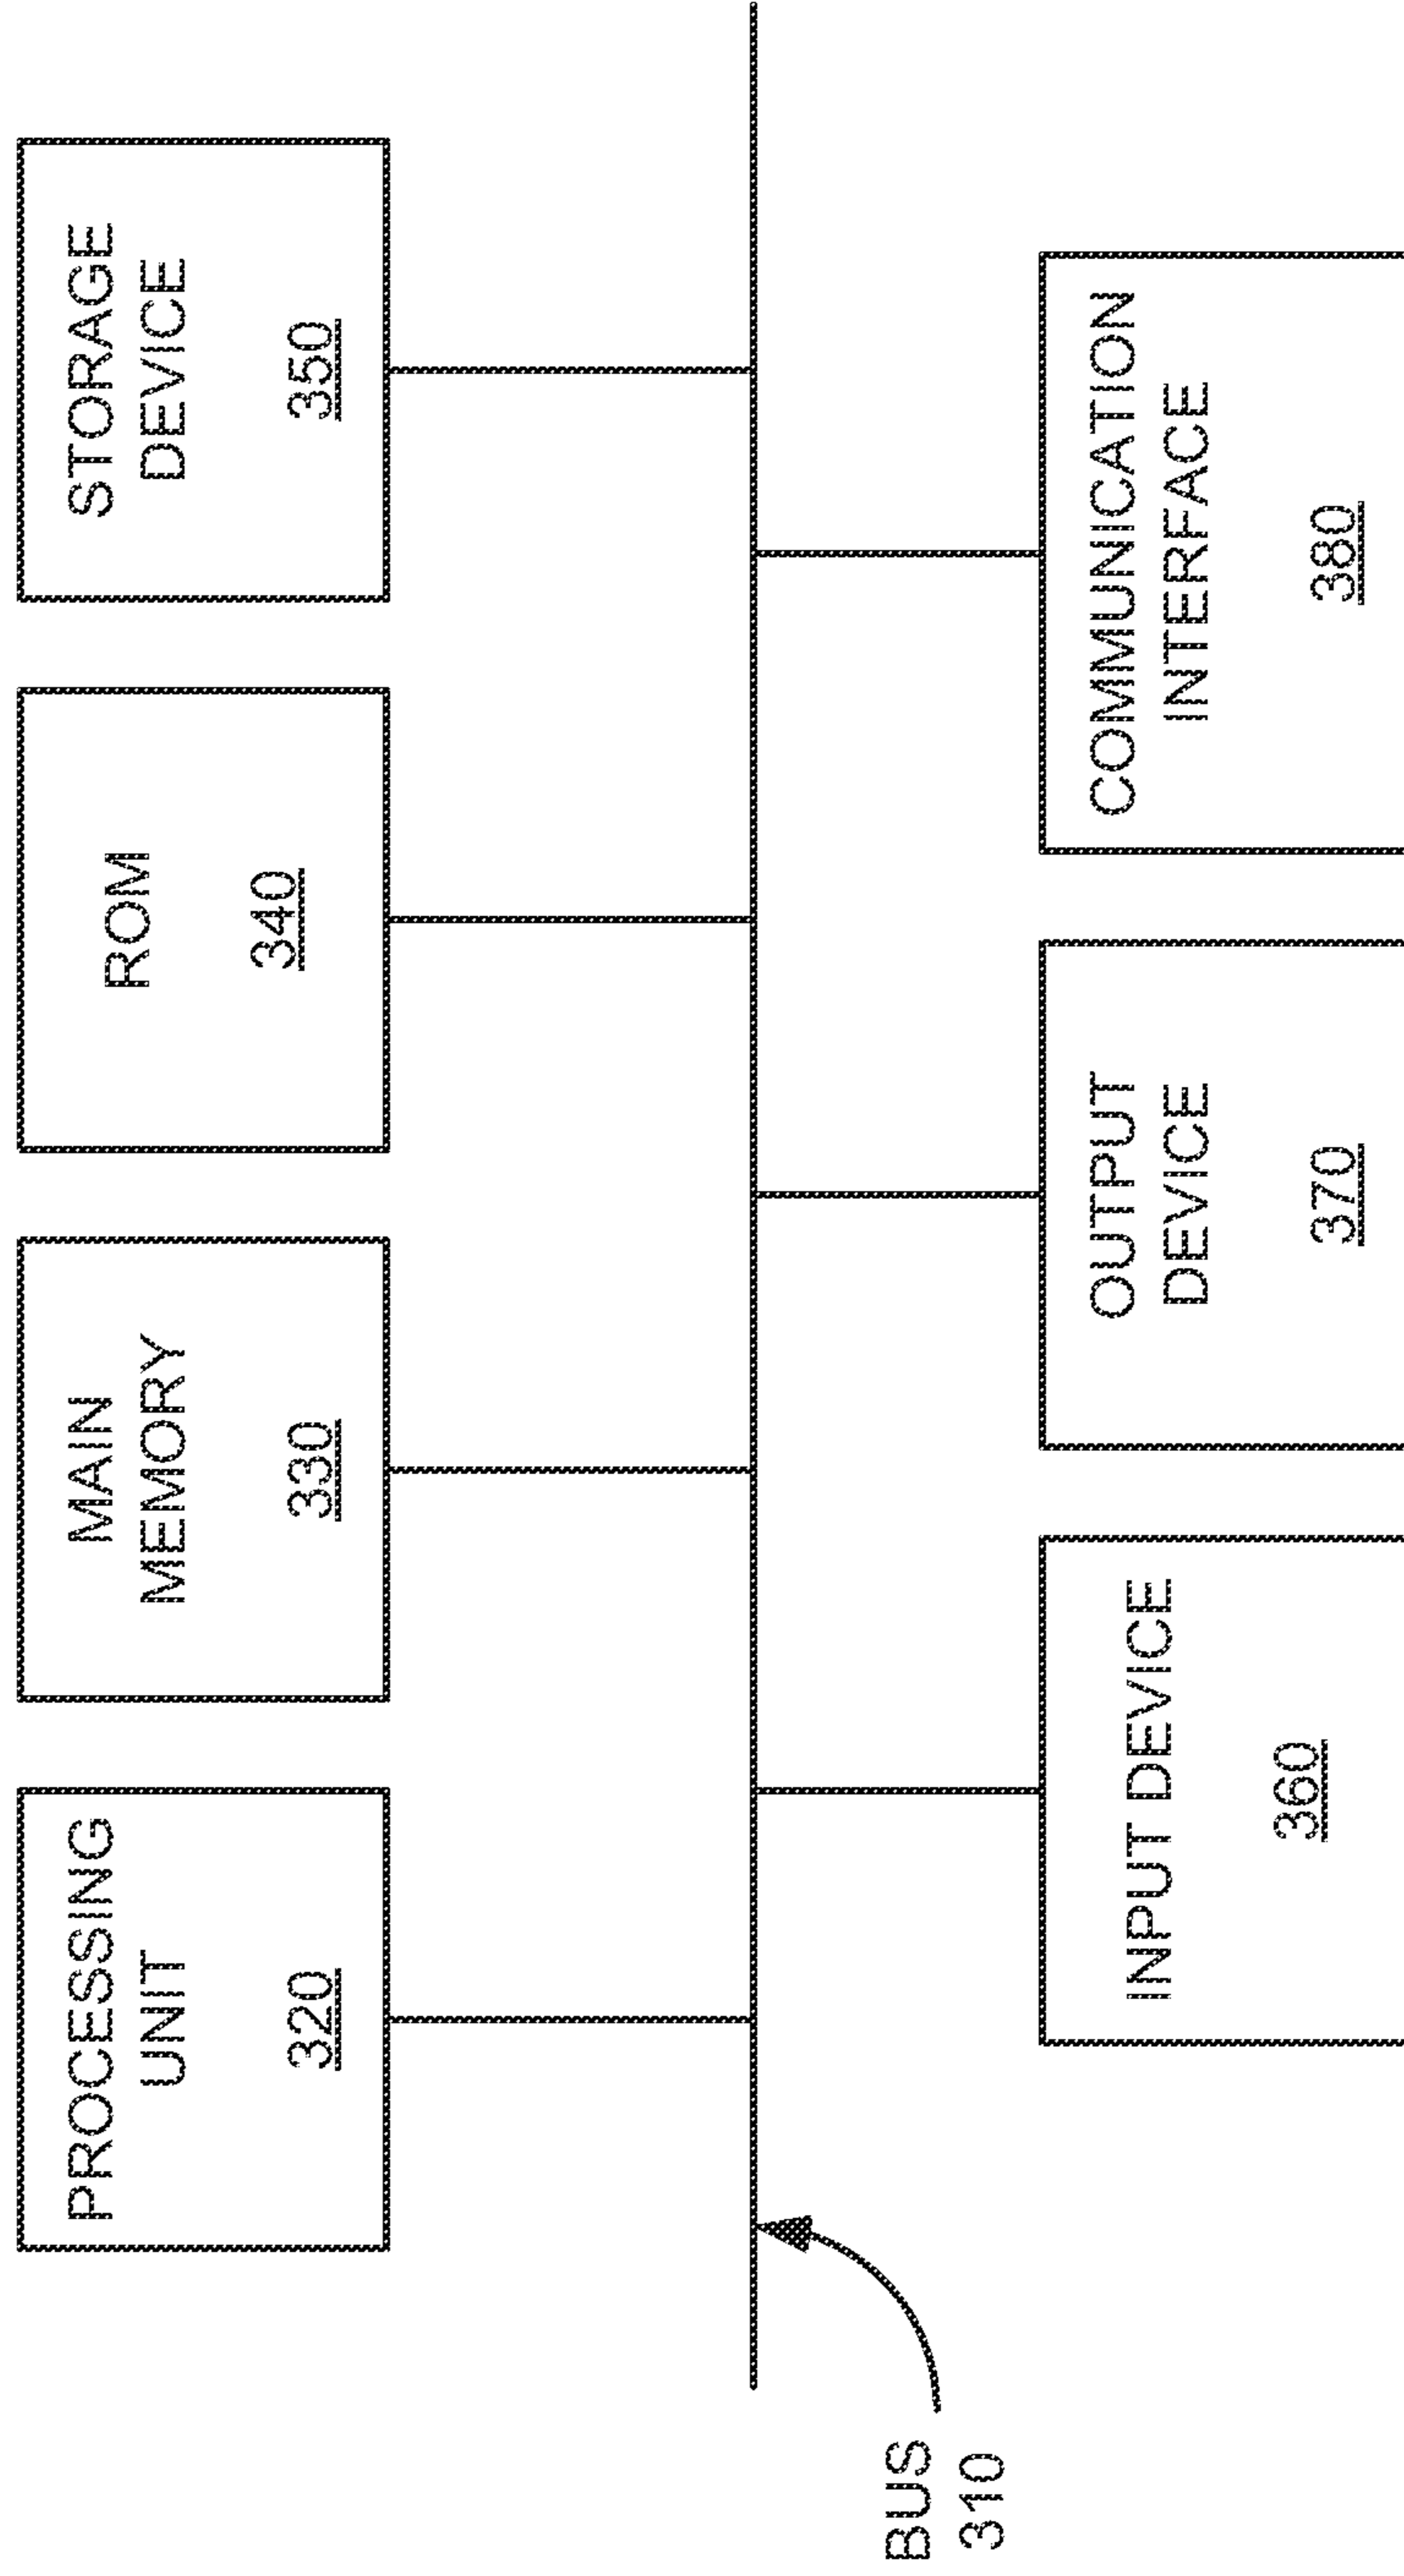 PROCESSING
UNIT
320
MAIN
MEMORY
330
ROM
340
STORAGE
DEVICE
350
BUS
310
INPUT DEVICE
360
OUTPUT
DEVICE
370
COMMUNICATION
INTERFACE
380